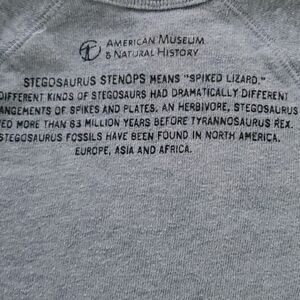 AMERICAN MUSEUM
& NATURAL HISTORY
STEGOSAURUS STENOPS MEANS "SPIKED LIZARD."
DIFFERENT KINDS OF STEGOSAURS HAD DRAMATICALLY DIFFERENT
ANGEMENTS OF SPIKES AND PLATES. AN HERBIVORE, STEGOSAURUS
ED MORE THAN 83 MILLION YEARS BEFORE TYRANNOSAURUS REX.
STEGOSAURUS FOSSILS HAVE BEEN FOUND IN NORTH AMERICA,
EUROPE, ASIA AND AFRICA.